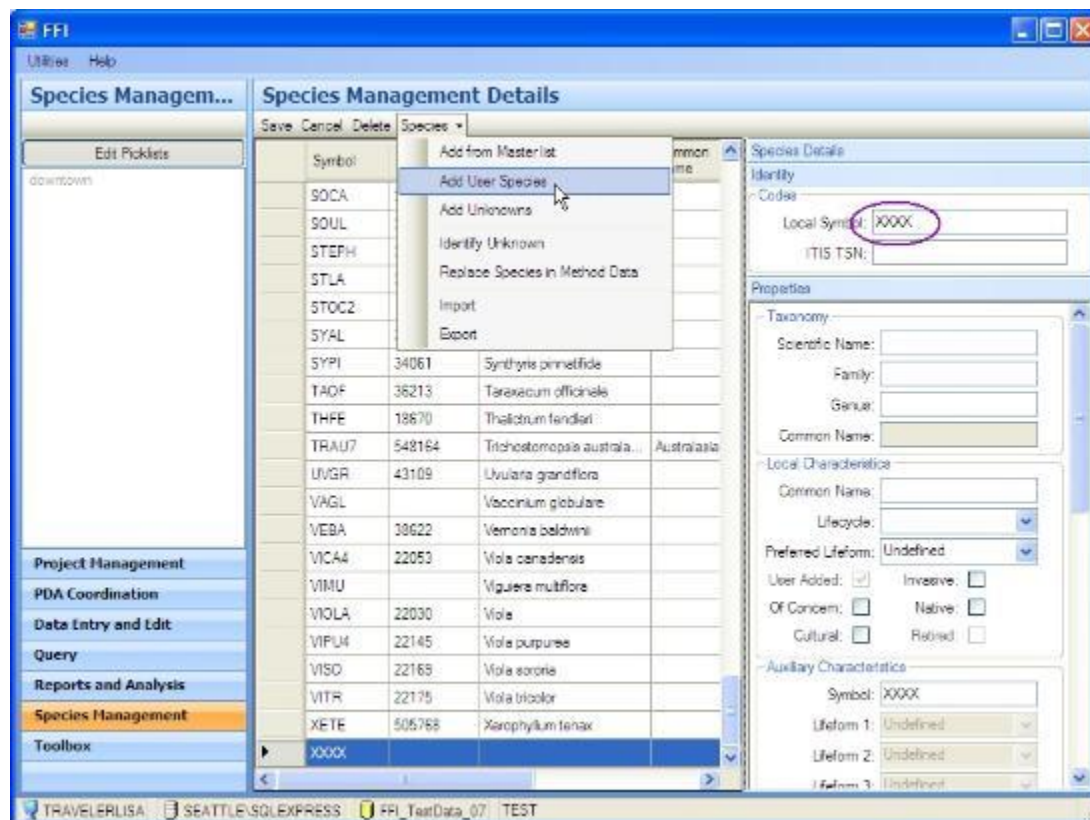 FFI
Utilities Help
Species Managem...
Species Management Details
Save Cancel Delete Species
Edit Picklists
downtown
Add from Master list
Add User Species
Add Unknowns
Identify Unknown
Replace Species in Method Data
Import
Export
Symbol
SOCA
SOUL
STEPH
STLA
STOC2
SYAL
SYPI 34061 Synthyris pinnatifida
TAOF 36213 Taraxacum officinale
THFE 18670 Thalictrum fendleri
TRAU7 548164 Trichostomopsis australa... Australasia
UVGR 43109 Uvularia grandiflora
VAGL Vaccinium globulare
VEBA 38622 Vernonia baldwinii
VICA4 22053 Viola canadensis
VIMU Viguiera multiflora
VIOLA 22030 Viola
VIPU4 22145 Viola purpurea
VISO 22169 Viola sororia
VITR 22175 Viola tricolor
XETE 505768 Xerophyllum tenax
XXXX
Species Details
Identity
Codes
Local Symbol: XXXX
ITIS TSN:
Properties
Taxonomy
Scientific Name:
Family:
Genus:
Common Name:
Local Characteristics
Common Name:
Lifecycle:
Preferred Lifeform: Undefined
User Added: Invasive:
Of Concern: Native:
Cultural: Retired
Auxiliary Characteristics
Symbol: XXXX
Lifeform 1: Undefined
Lifeform 2: Undefined
Lifeform 3: Undefined
Project Management
PDA Coordination
Data Entry and Edit
Query
Reports and Analysis
Species Management
Toolbox
TRAVELERLISA SEATTLE\SQLEXPRESS FFI_TestData_07 TEST